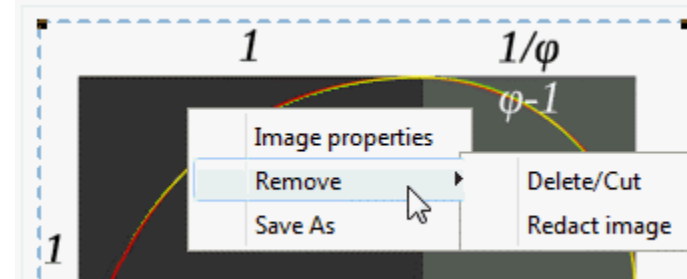 1 1/φ
φ-1
Image properties
Remove
Delete/Cut
Save As
Redact image
1